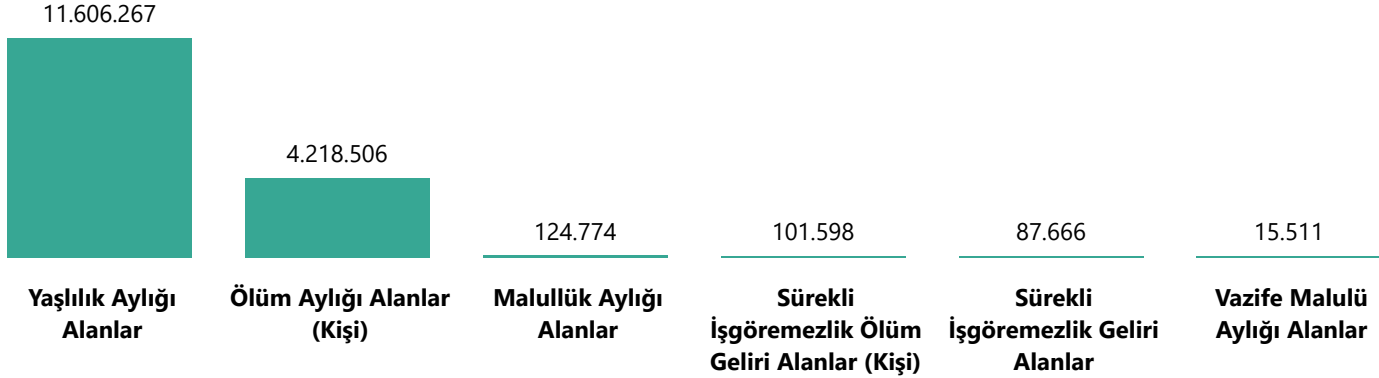 11.606.267
4.218.506
124.774
101.598
87.666
15.511
Yaşlılık Aylığı
Alanlar
Ölüm Aylığı Alanlar
(Kişi)
Malullük Aylığı
Alanlar
Sürekli
İşgöremezlik Ölüm
Geliri Alanlar (Kişi)
Sürekli
İşgöremezlik Geliri
Alanlar
Vazife Malulü
Aylığı Alanlar